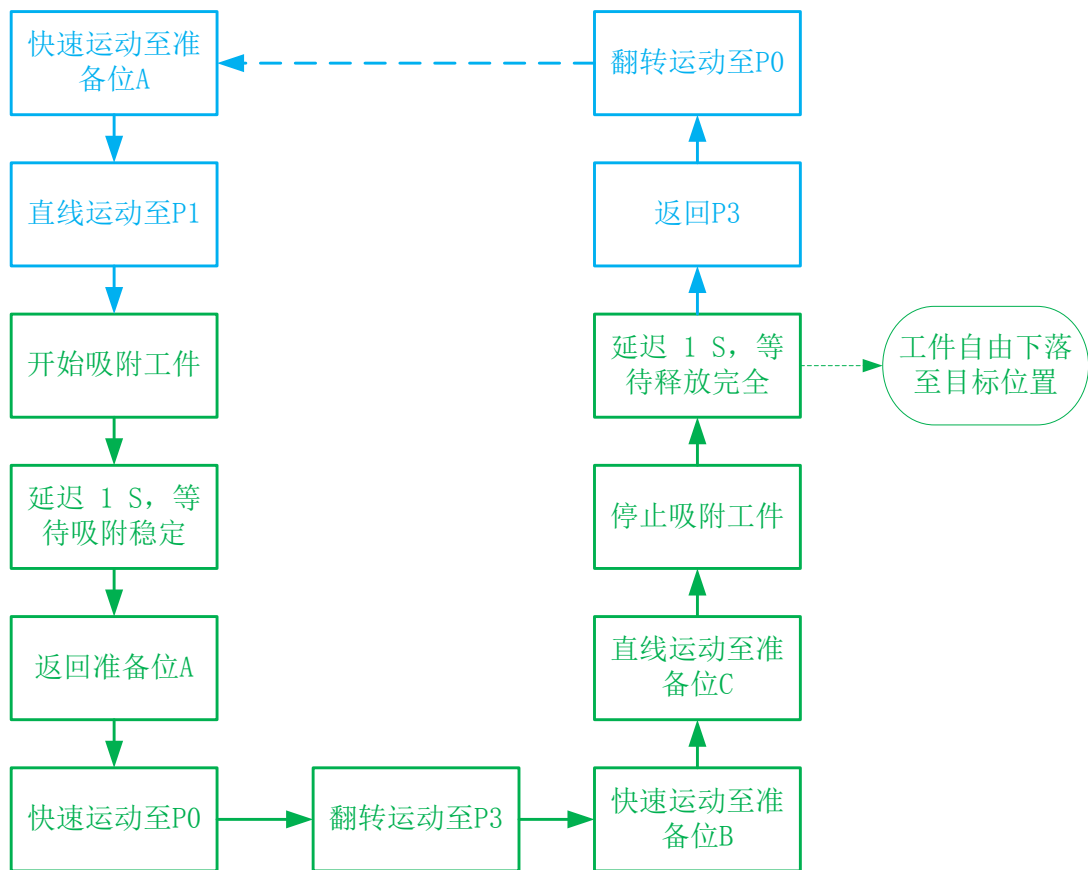 快速运动至准
备位A
直线运动至P1
开始吸附工件
延迟 1 S，等
待吸附稳定
返回准备位A
快速运动至P0
翻转运动至P3
快速运动至准
备位B
直线运动至准
备位C
停止吸附工件
延迟 1 S，等
待释放完全
工件自由下落
至目标位置
返回P3
翻转运动至P0